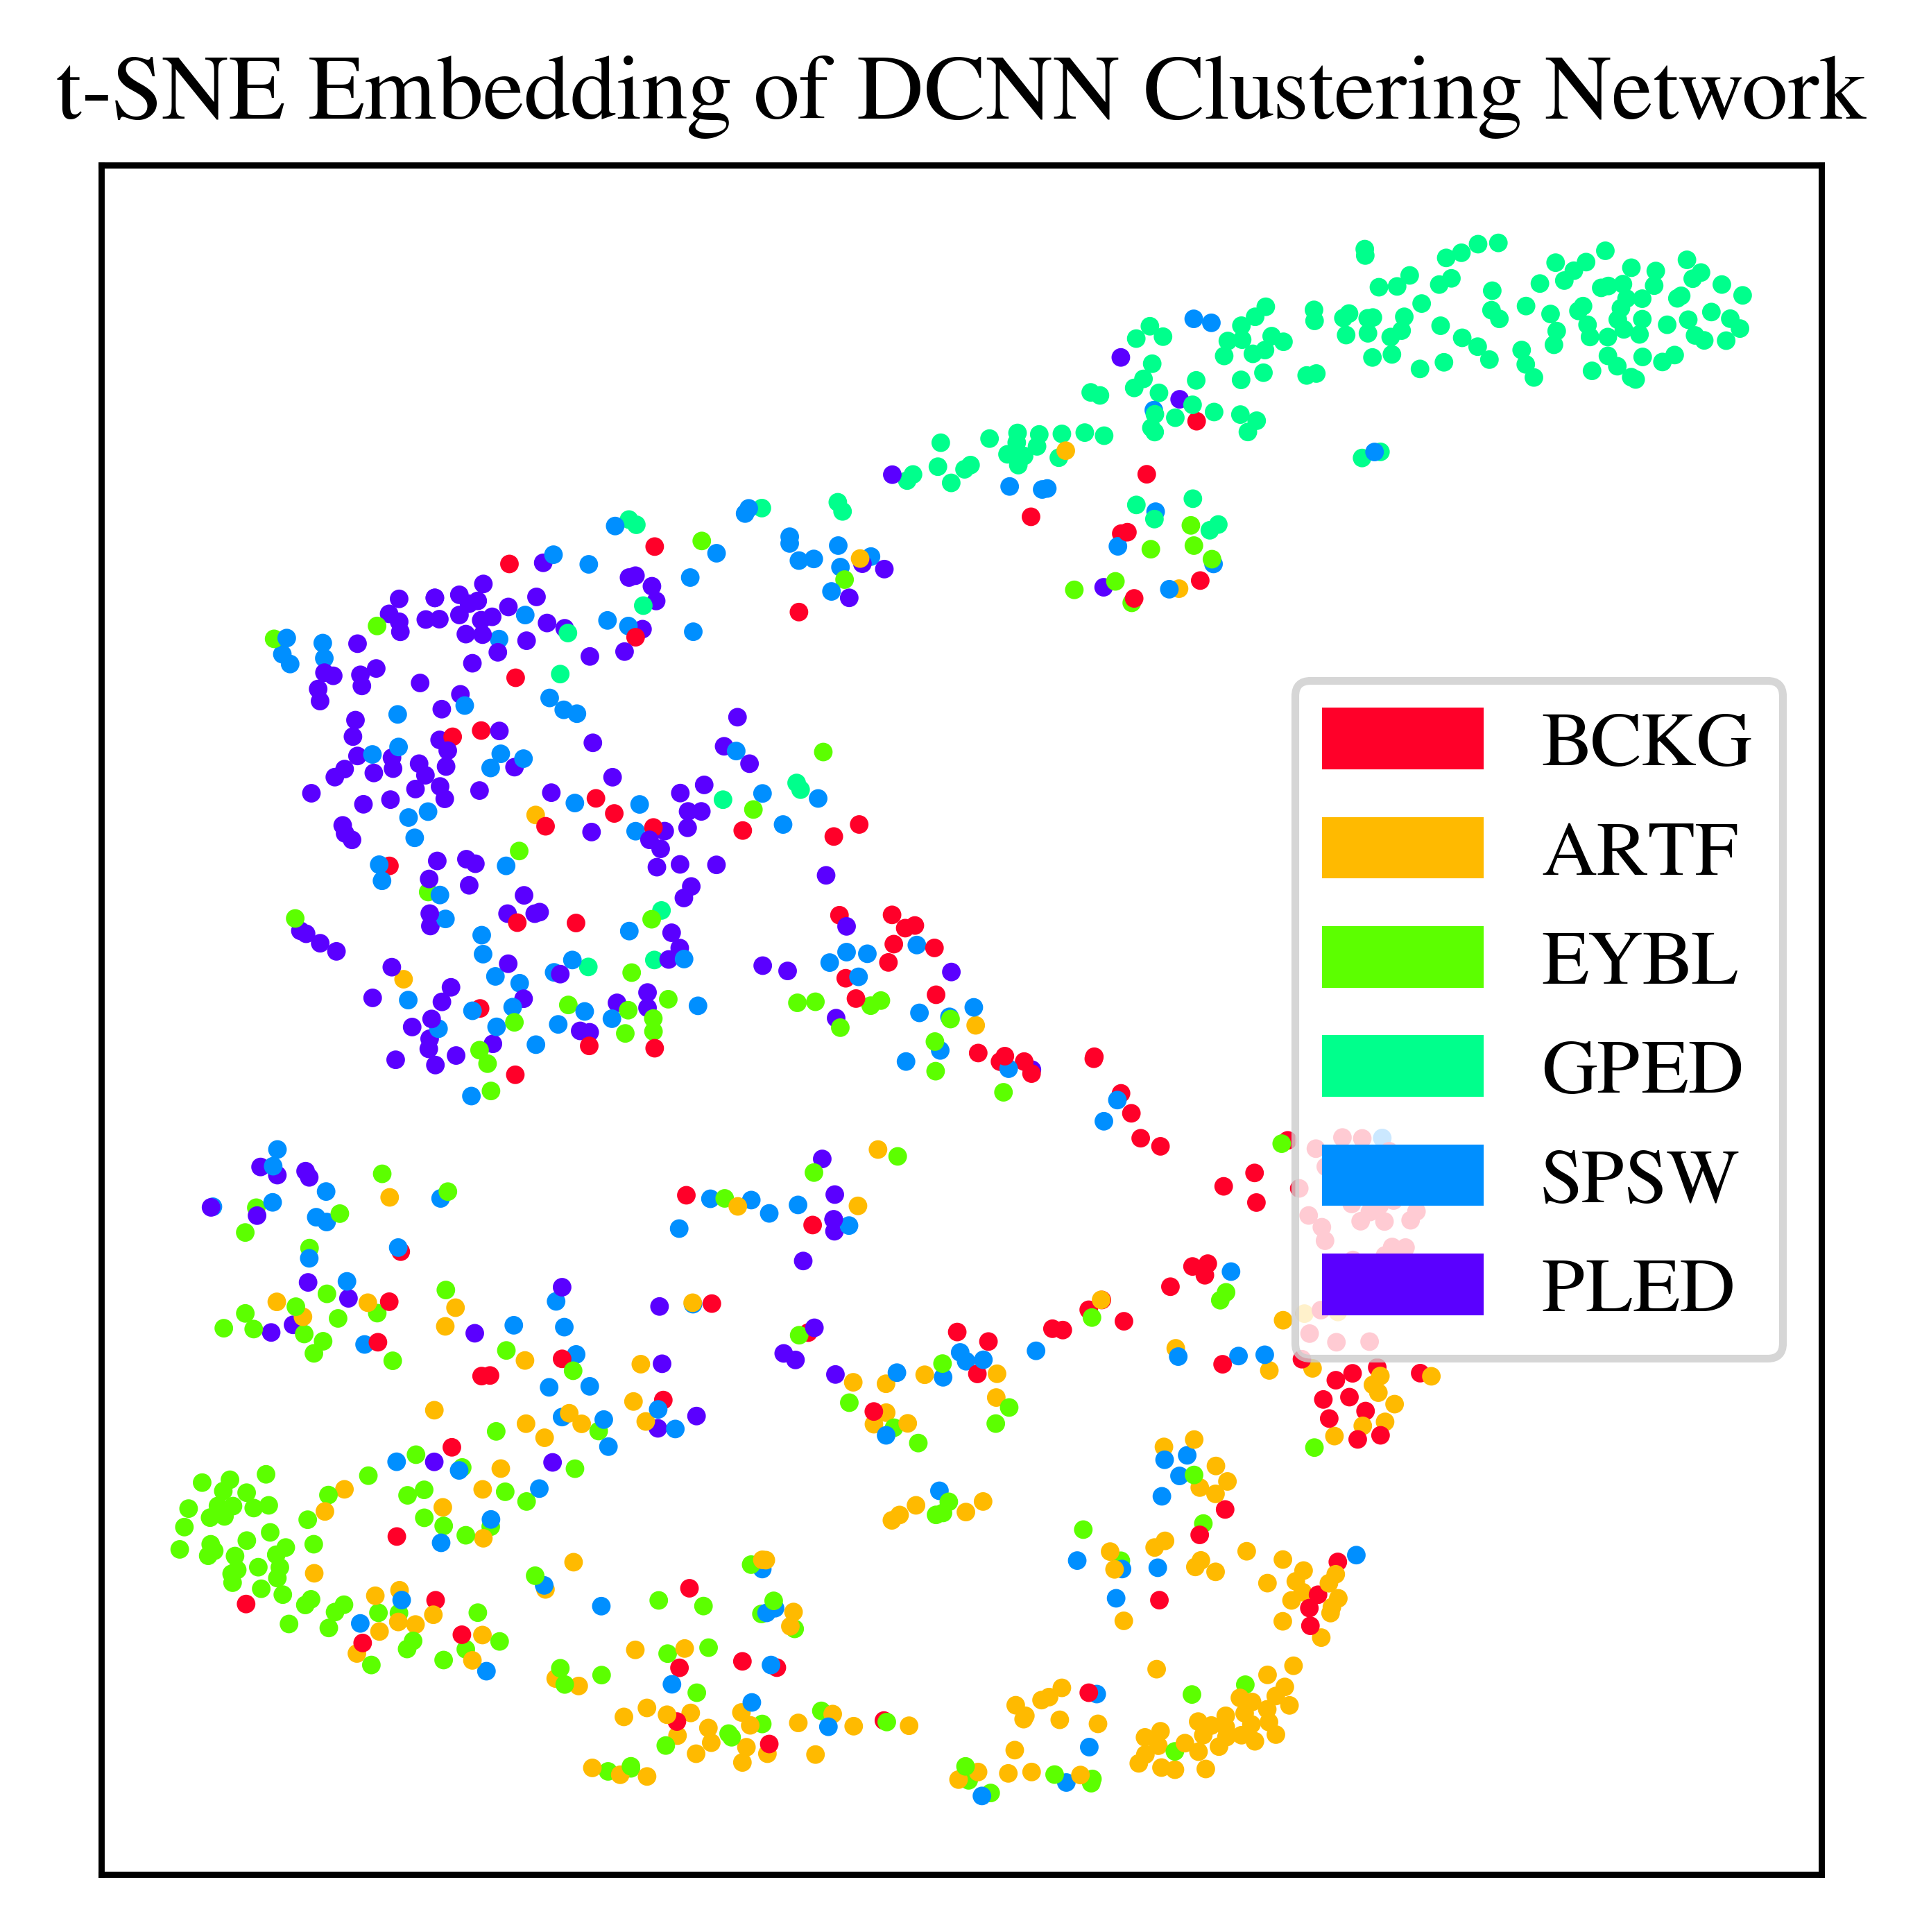 t-SNE Embedding of DCNN Clustering Network
BCKG
ARTF
EYBL
GPED
SPSW
PLED